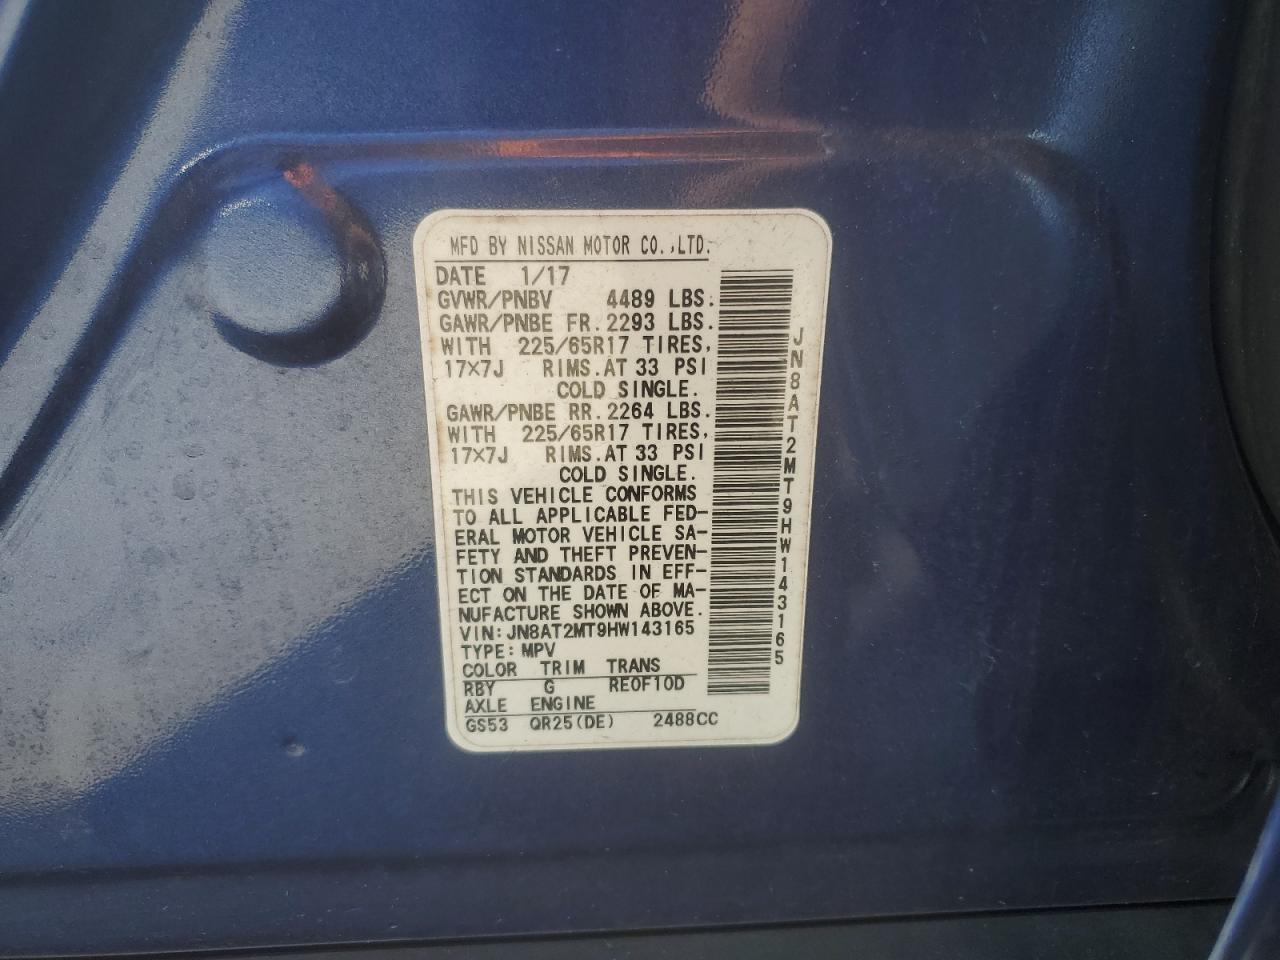 MFD BY NISSAN MOTOR CO.,LTD.
DATE 1/17
GVWR/PNBV 4489 LBS.
GAWR/PNBE FR. 2293 LBS.
WITH 225/65R17 TIRES,
17×7J RIMS.AT 33 PSI
COLD SINGLE.
GAWR/PNBE RR. 2264 LBS.
WITH 225/65R17 TIRES,
17×7J RIMS.AT 33 PSI
COLD SINGLE.
THIS VEHICLE CONFORMS
TO ALL APPLICABLE FED-
ERAL MOTOR VEHICLE SA-
FETY AND THEFT PREVEN-
TION STANDARDS IN EFF-
ECT ON THE DATE OF MA-
NUFACTURE SHOWN ABOVE.
VIN: JN8AT2MT9HW143165
TYPE: MPV
COLOR TRIM TRANS
RBY G RE0F10D
AXLE ENGINE
GS53 QR25(DE) 2488CC
JN8AT2MT9HW143165